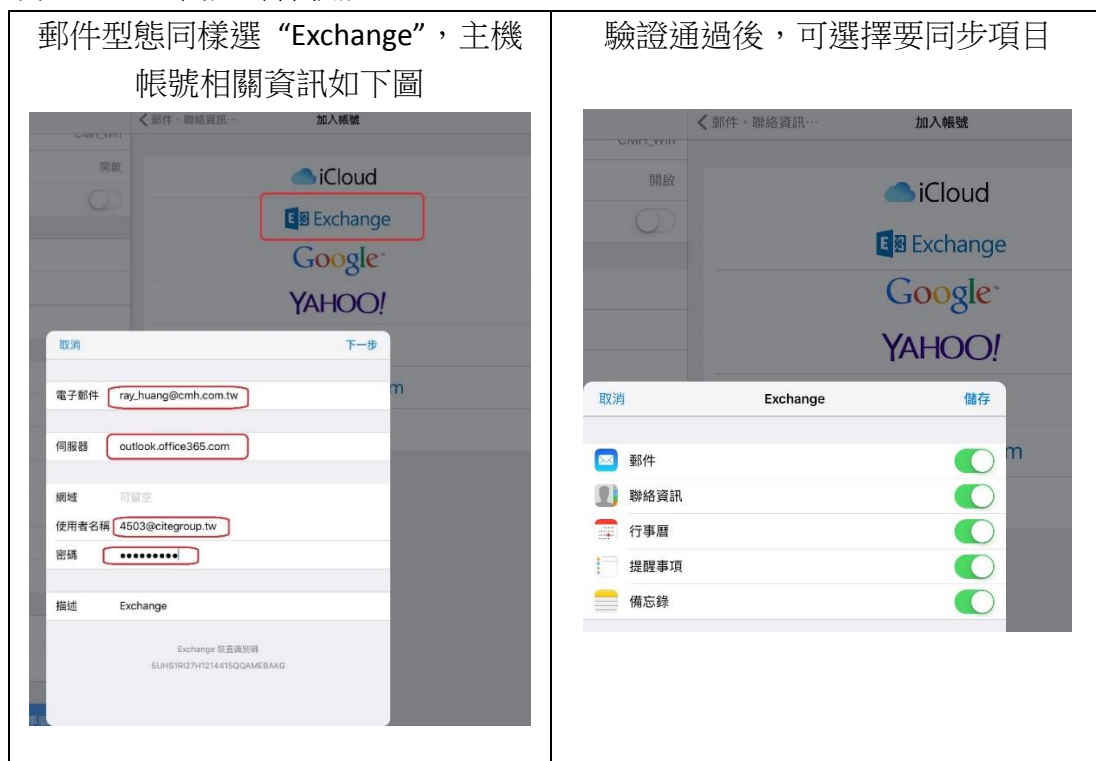 郵件型態同樣選 “Exchange”，主機
帳號相關資訊如下圖
郵件、聯絡資訊…
加入帳號
開啟
iCloud
Exchange
Google
YAHOO!
取消
下一步
m
電子郵件 ray_huang@cmh.com.tw
伺服器 outlook.office365.com
網域 可留空
使用者名稱 4503@citegroup.tw
密碼
描述 Exchange
Exchange 裝置識別碼
驗證通過後，可選擇要同步項目
郵件、聯絡資訊…
加入帳號
開啟
iCloud
Exchange
Google
YAHOO!
取消
Exchange
儲存
m
郵件
聯絡資訊
行事曆
提醒事項
備忘錄